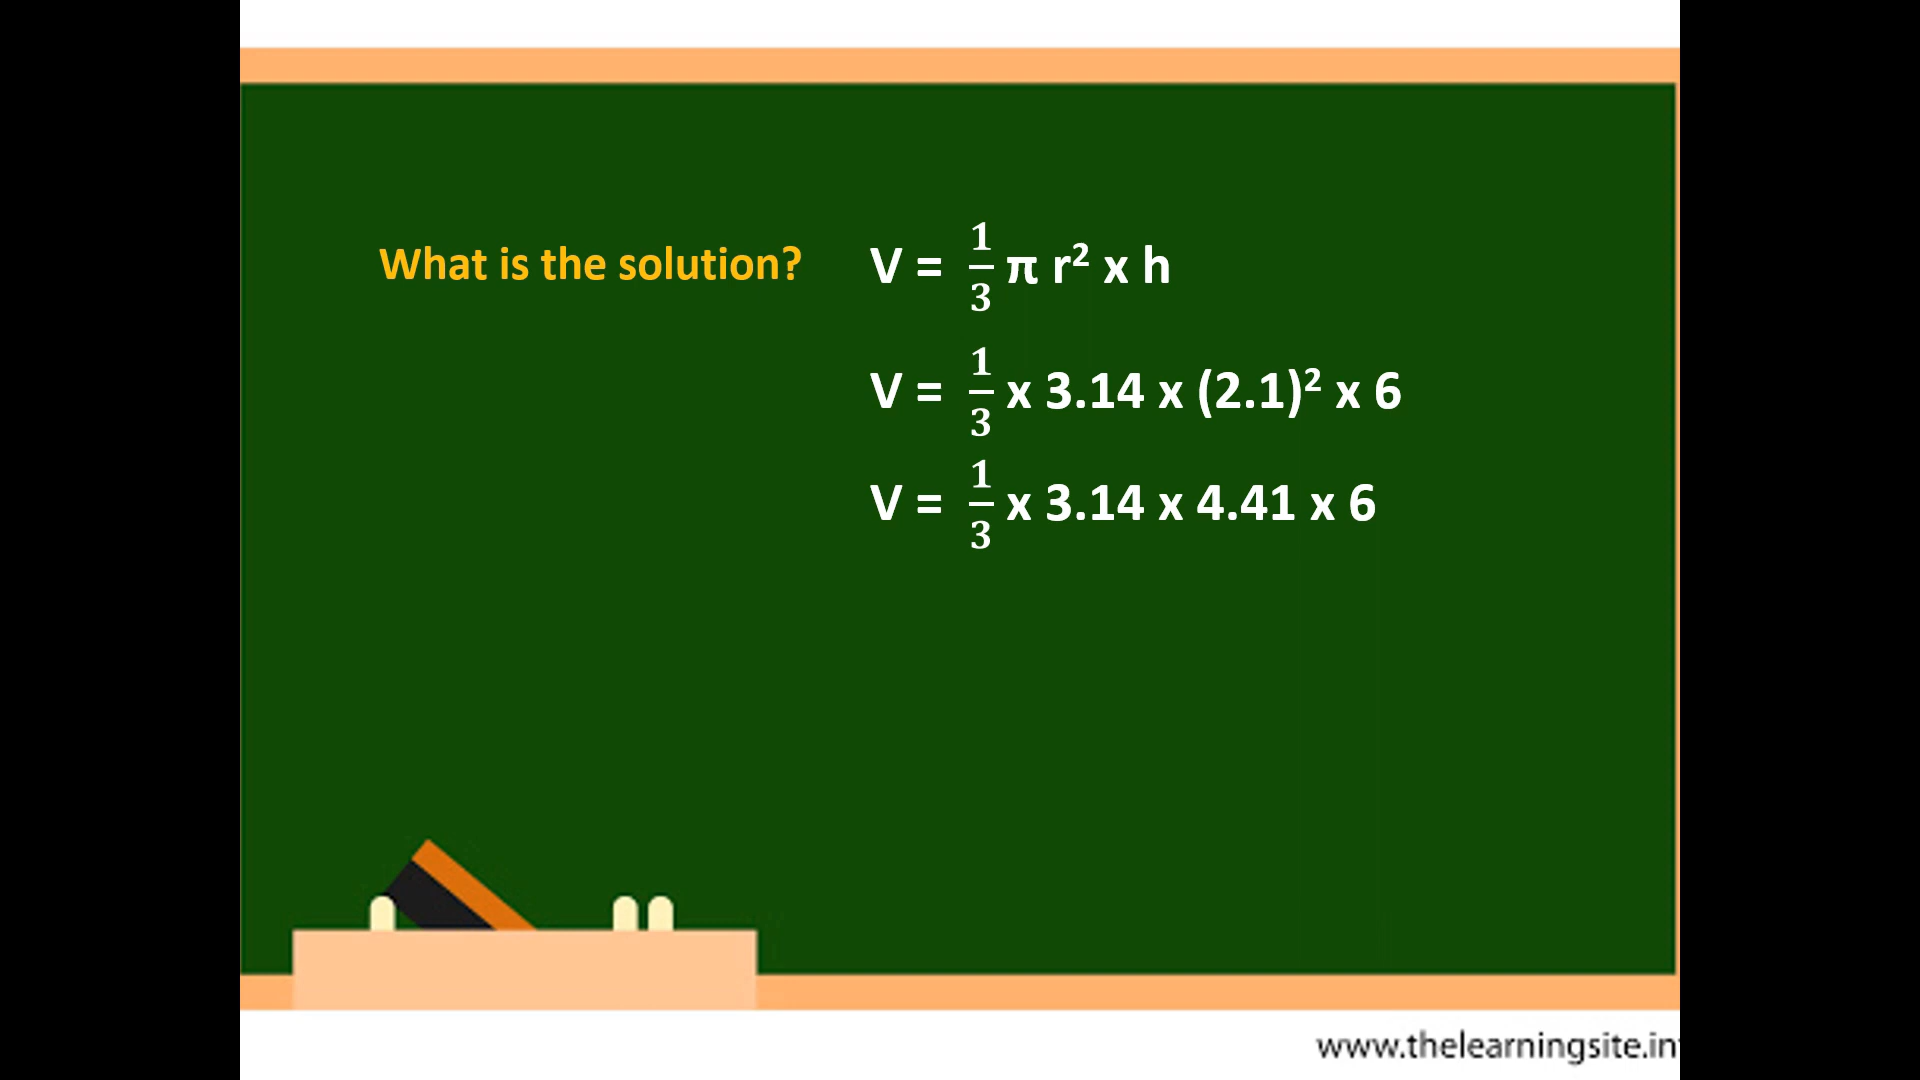 What is the solution? V = 1/3 π r² x h
V = 1/3 x 3.14 x (2.1)² x 6
V = 1/3 x 3.14 x 4.41 x 6
www.thelearningsite.in